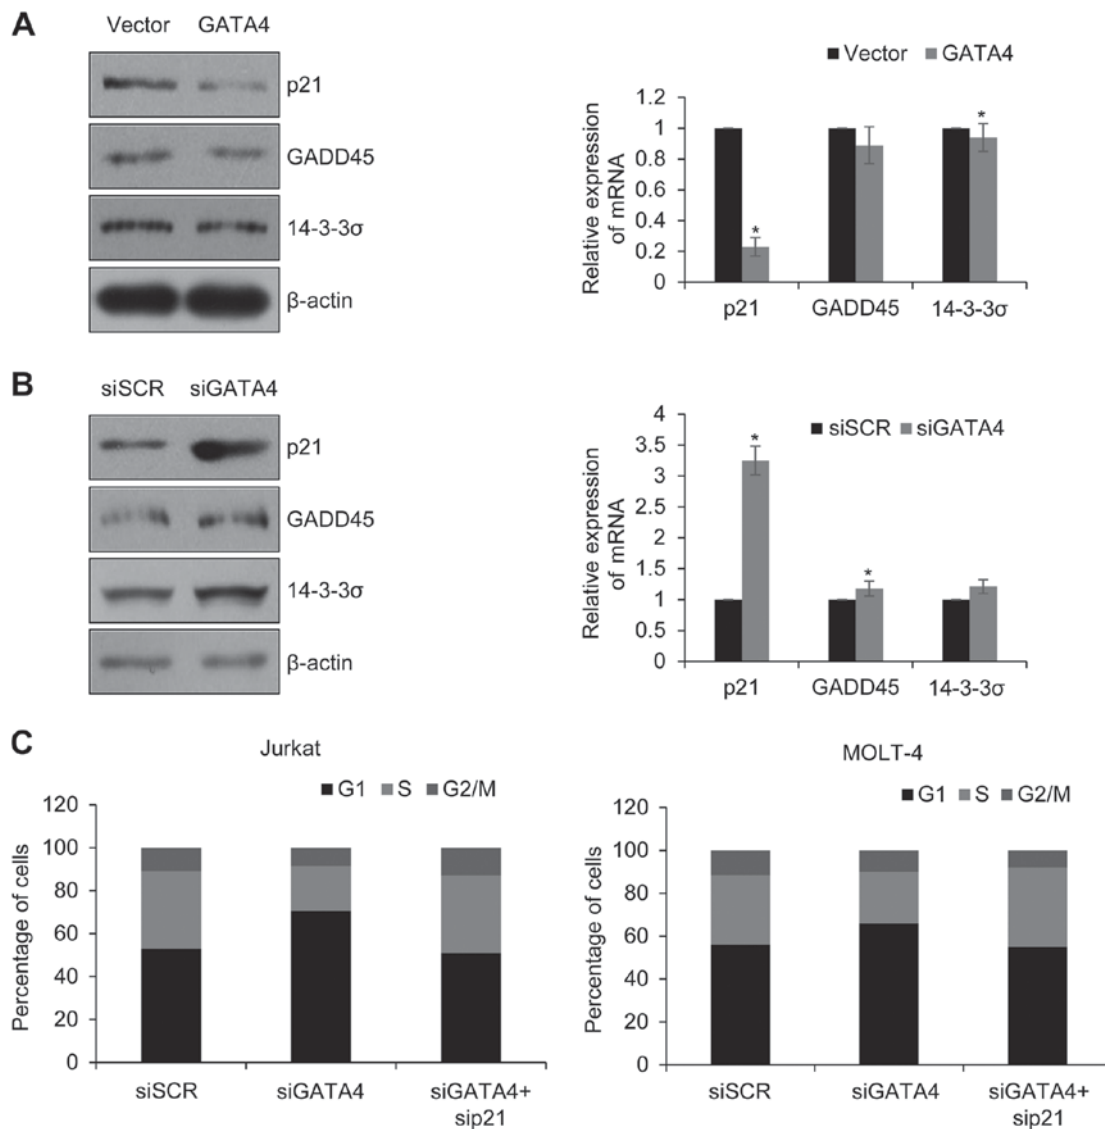 A
Vector GATA4
p21
GADD45
14-3-3σ
β-actin
Vector GATA4
Relative expression
of mRNA
1.2
1
0.8
0.6
0.4
0.2
0
*
*
p21 GADD45 14-3-3σ
B
siSCR siGATA4
p21
GADD45
14-3-3σ
β-actin
siSCR siGATA4
Relative expression
of mRNA
4
3.5
3
2.5
2
1.5
1
0.5
0
*
*
p21 GADD45 14-3-3σ
C
Jurkat
G1 S G2/M
Percentage of cells
120
100
80
60
40
20
0
siSCR siGATA4 siGATA4+
sip21
MOLT-4
G1 S G2/M
Percentage of cells
120
100
80
60
40
20
0
siSCR siGATA4 siGATA4+
sip21